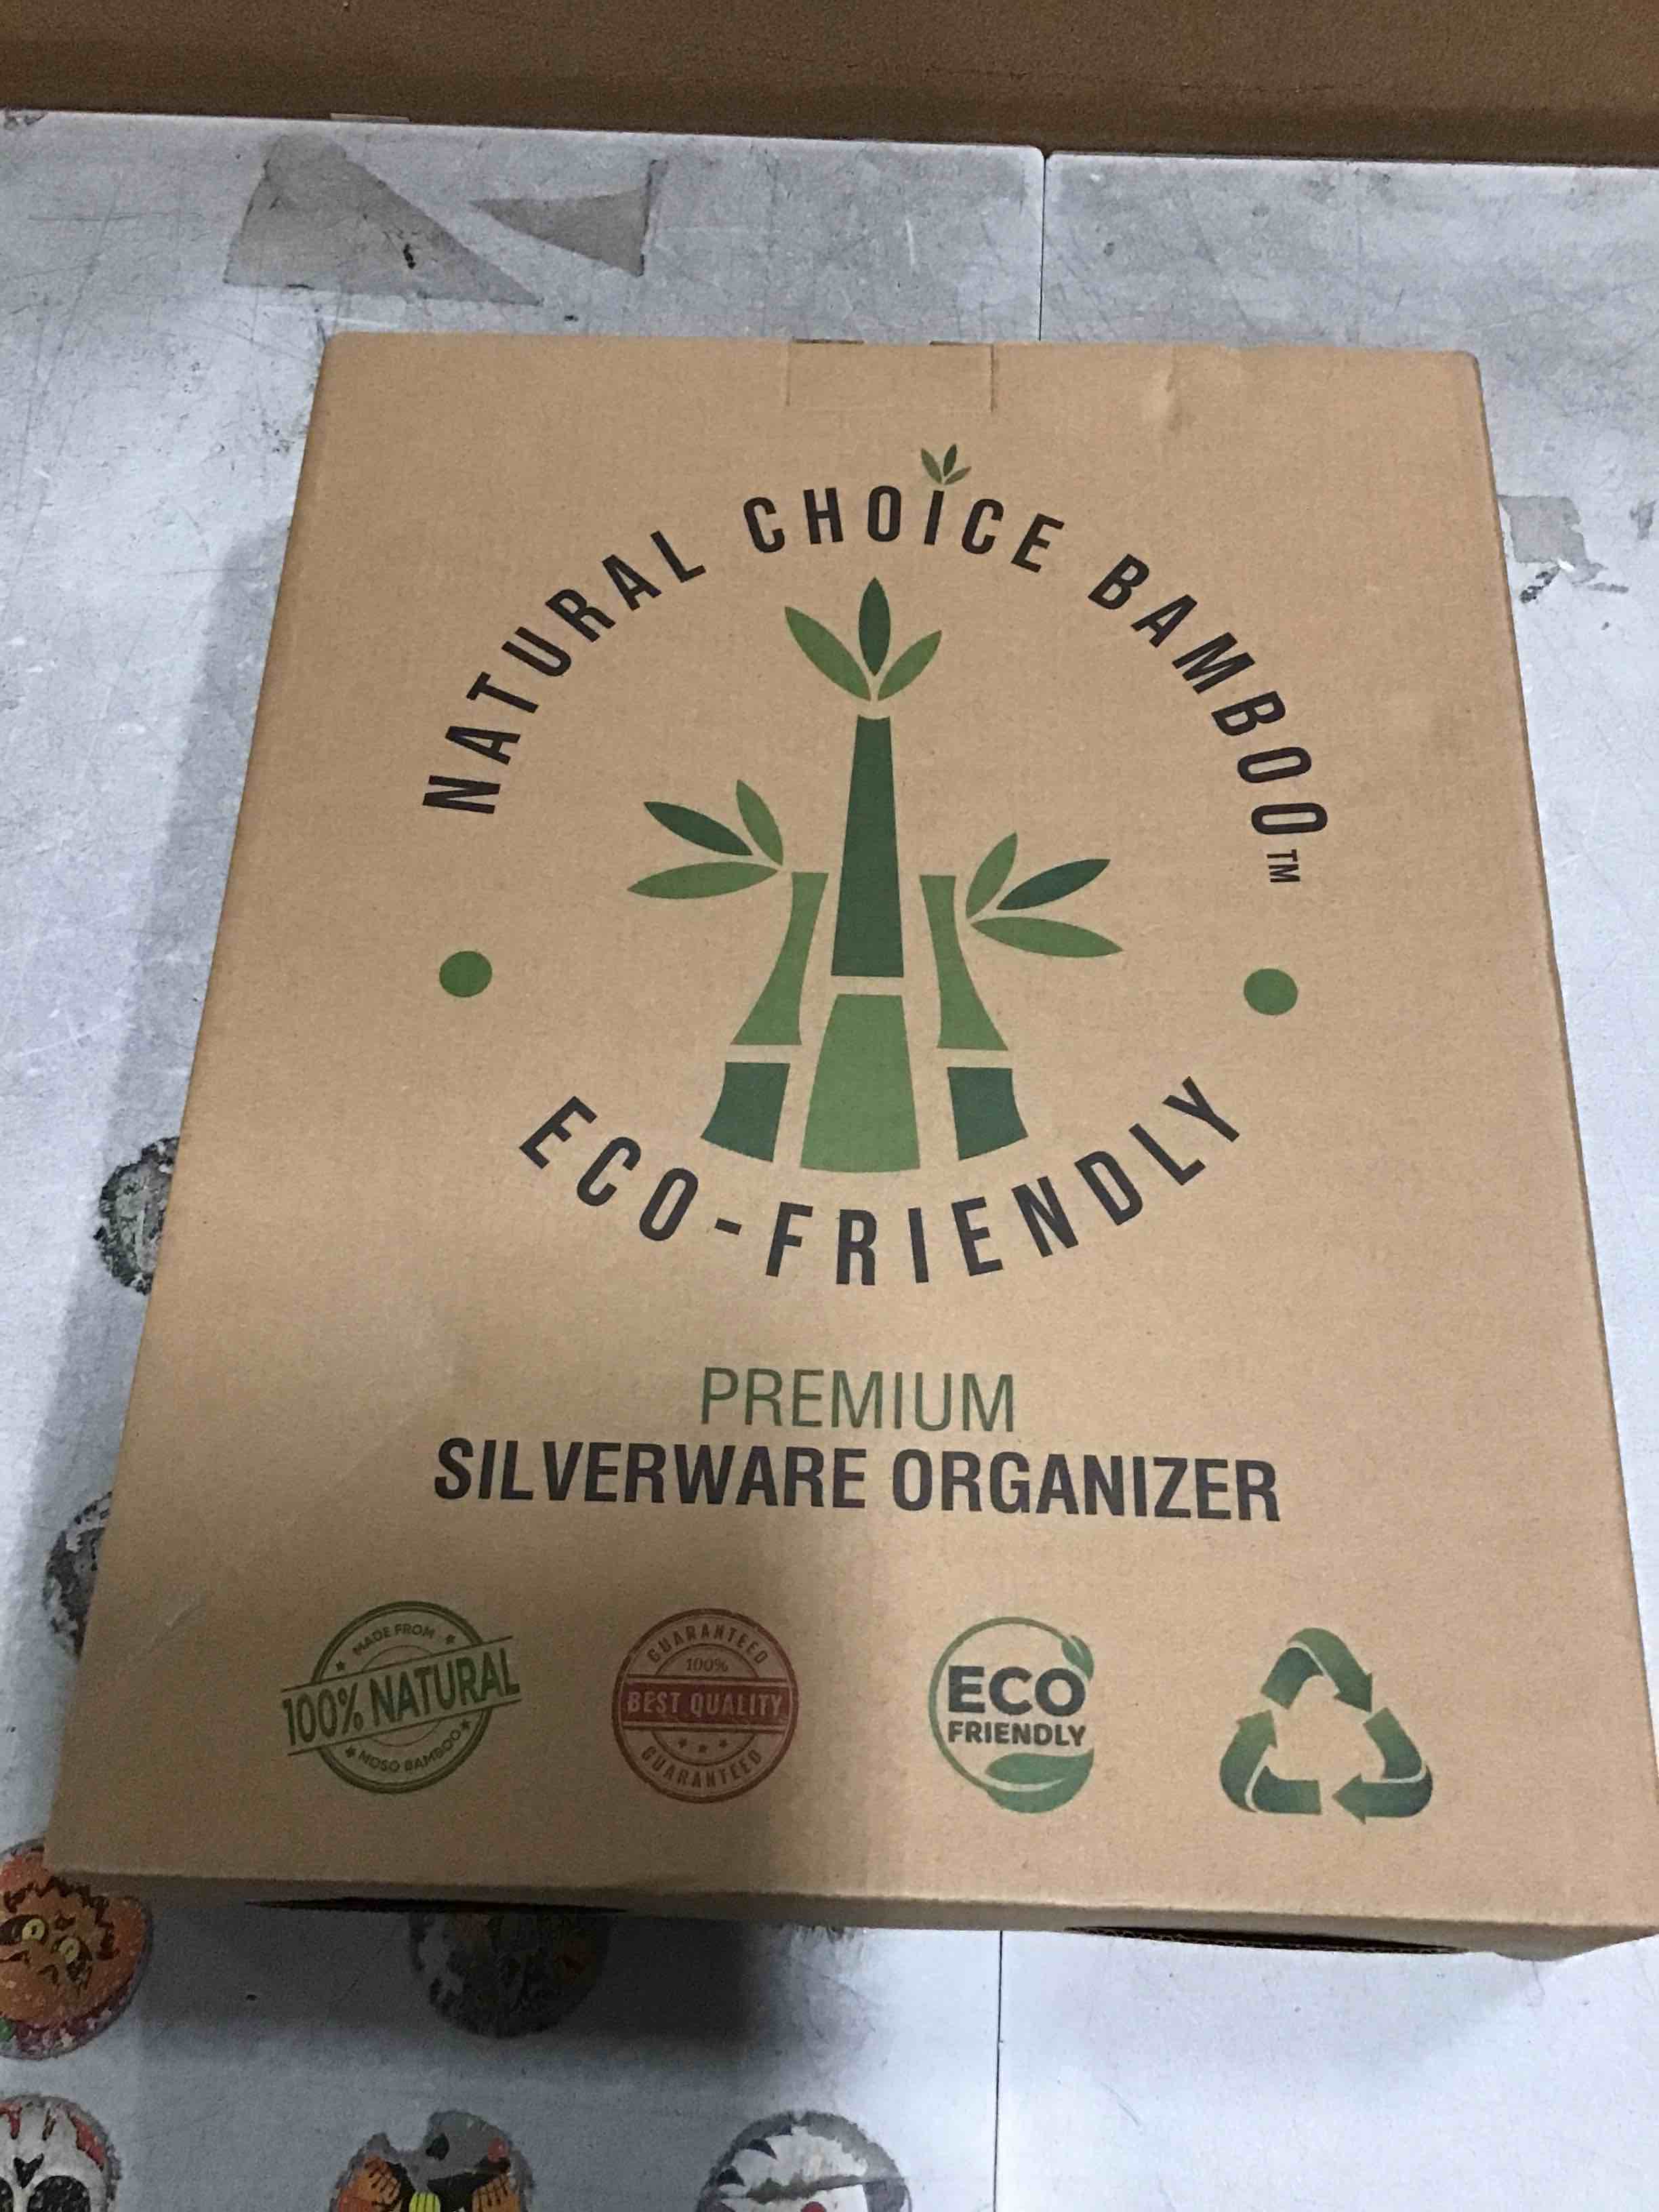 NATURAL CHOICE BAMBOO™
ECO-FRIENDLY
PREMIUM
SILVERWARE ORGANIZER
MADE FROM
100% NATURAL
MOSO BAMBOO
GUARANTEED
100%
BEST QUALITY
GUARANTEED
ECO
FRIENDLY